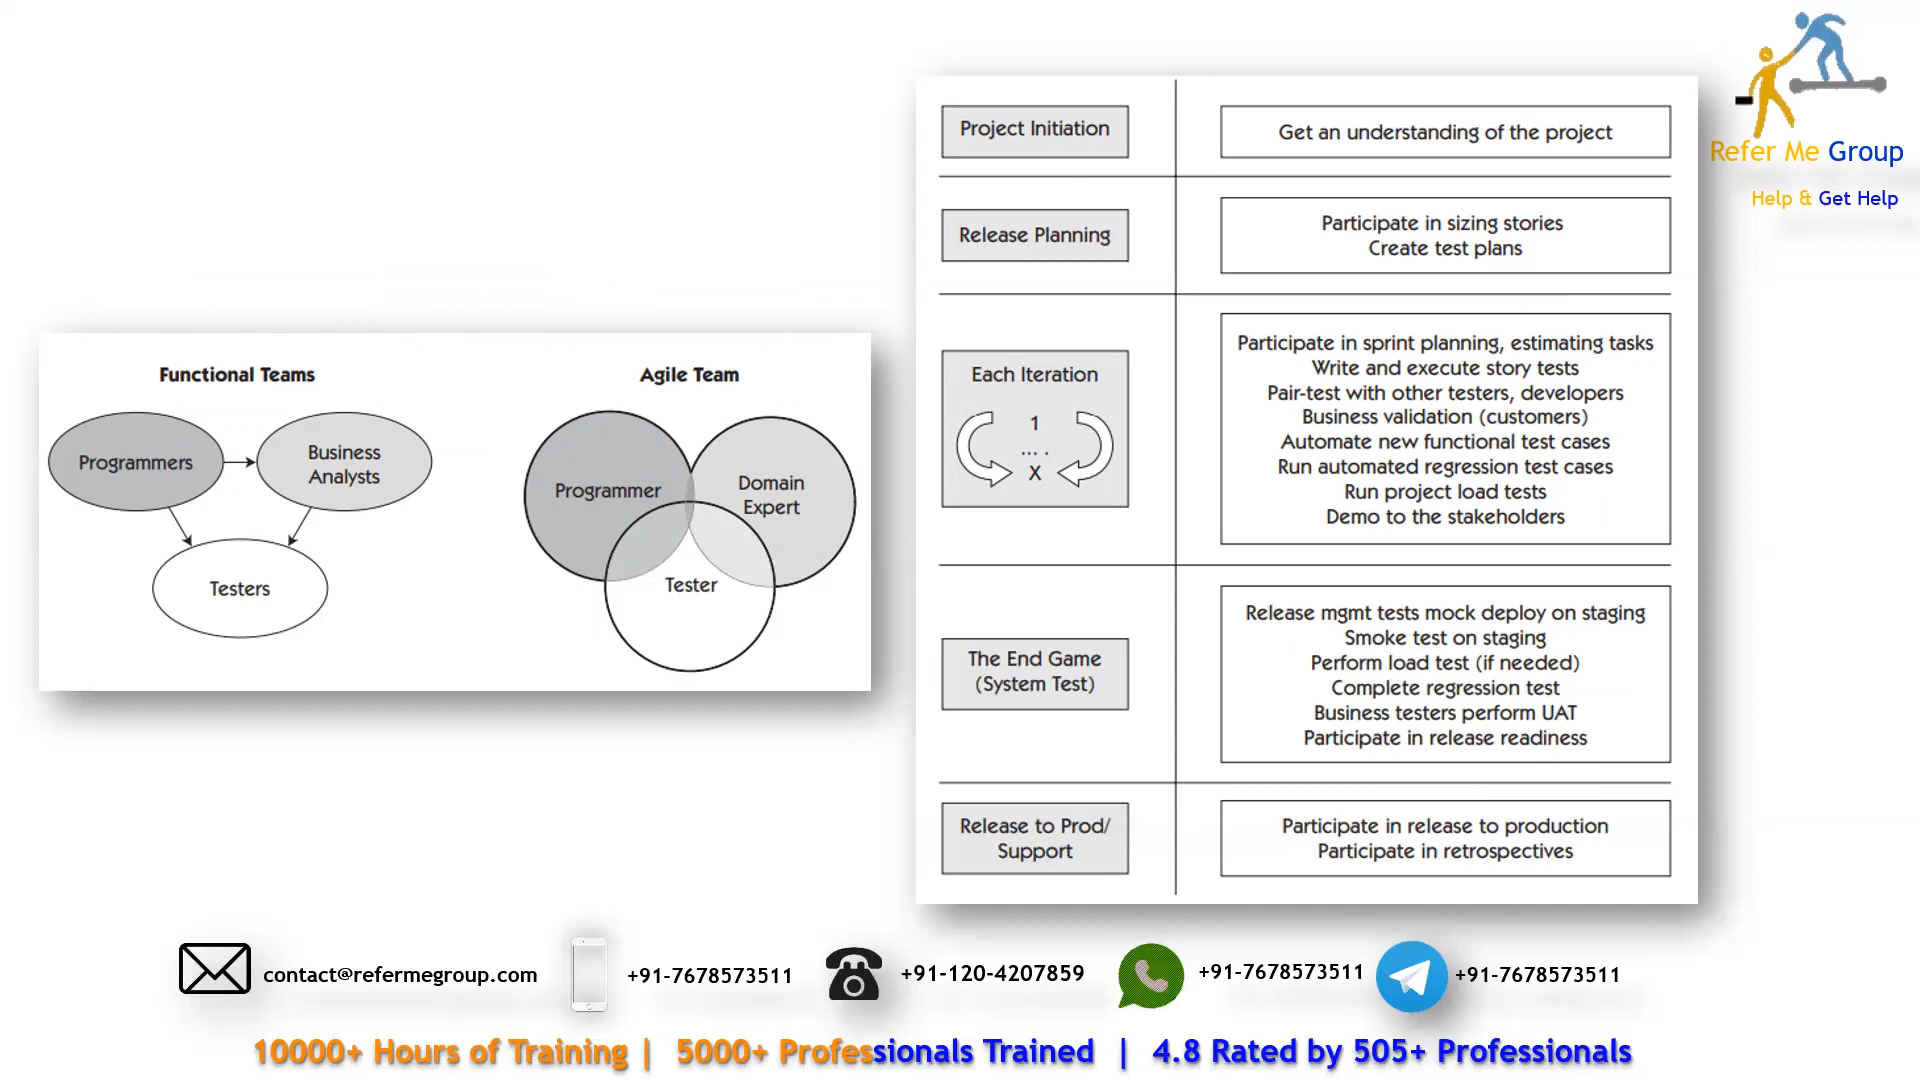 Refer Me Group
Help & Get Help
Functional Teams
Programmers
Business
Analysts
Testers
Agile Team
Programmer
Domain
Expert
Tester
Project Initiation
Get an understanding of the project
Release Planning
Participate in sizing stories
Create test plans
Each Iteration
1
... .
X
Participate in sprint planning, estimating tasks
Write and execute story tests
Pair-test with other testers, developers
Business validation (customers)
Automate new functional test cases
Run automated regression test cases
Run project load tests
Demo to the stakeholders
The End Game
(System Test)
Release mgmt tests mock deploy on staging
Smoke test on staging
Perform load test (if needed)
Complete regression test
Business testers perform UAT
Participate in release readiness
Release to Prod/
Support
Participate in release to production
Participate in retrospectives
contact@refermegroup.com
+91-7678573511
+91-120-4207859
+91-7678573511
+91-7678573511
10000+ Hours of Training | 5000+ Professionals Trained | 4.8 Rated by 505+ Professionals